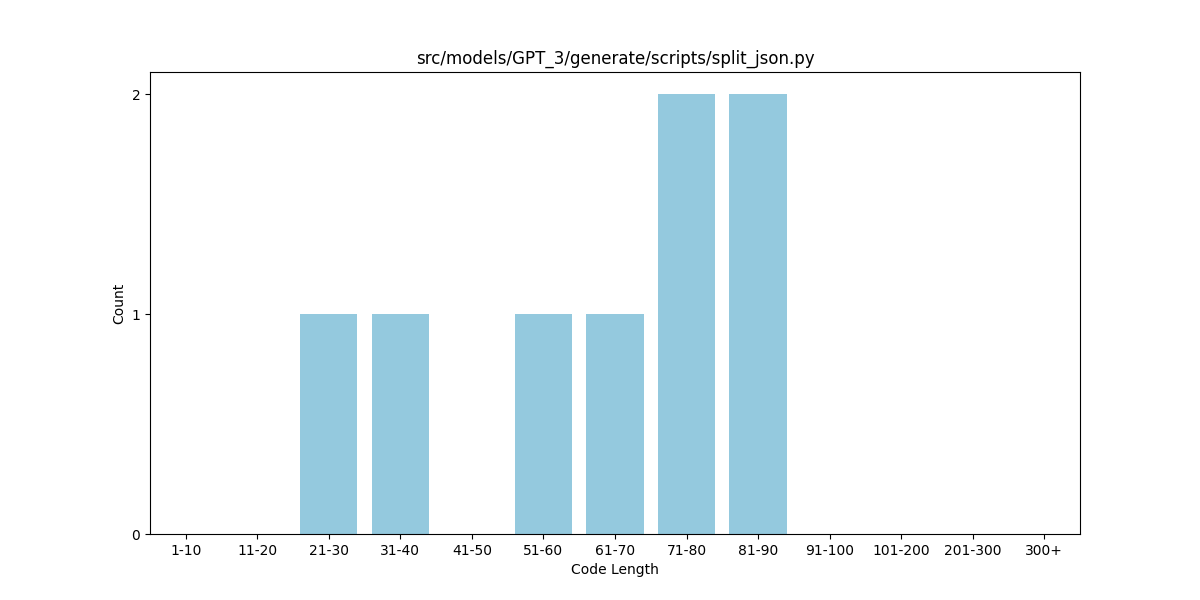 src/models/GPT_3/generate/scripts/split_json.py
2
1
0
Count
1-10 11-20 21-30 31-40 41-50 51-60 61-70 71-80 81-90 91-100 101-200 201-300 300+
Code Length